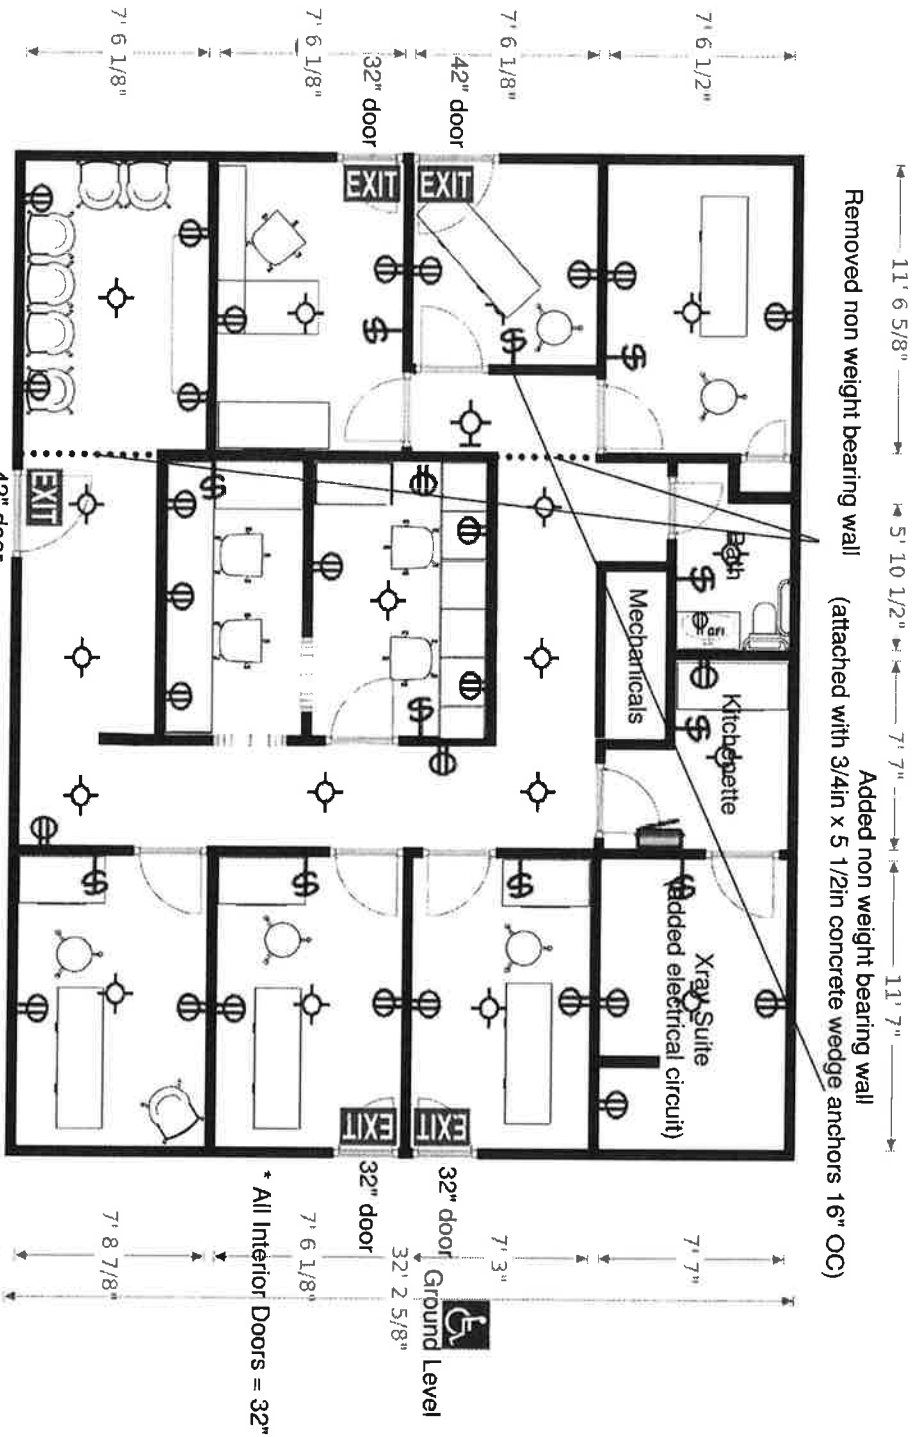 11' 6 5/8"
5' 10 1/2"
7' 7"
11' 7"
Removed non weight bearing wall
Added non weight bearing wall
(attached with 3/4in x 5 1/2in concrete wedge anchors 16" OC)
7' 6 1/2"
7' 6 1/8"
7' 6 1/8"
7' 6 1/8"
42" door
32" door
EXIT
EXIT
Bath
GFI
Mechanicals
Kitchenette
Xray Suite
(added electrical circuit)
EXIT
42" door
EXIT
EXIT
32" door
32" door
Ground Level
7' 7"
7' 3"
7' 6 1/8"
7' 8 7/8"
32' 2 5/8"
* All Interior Doors = 32"